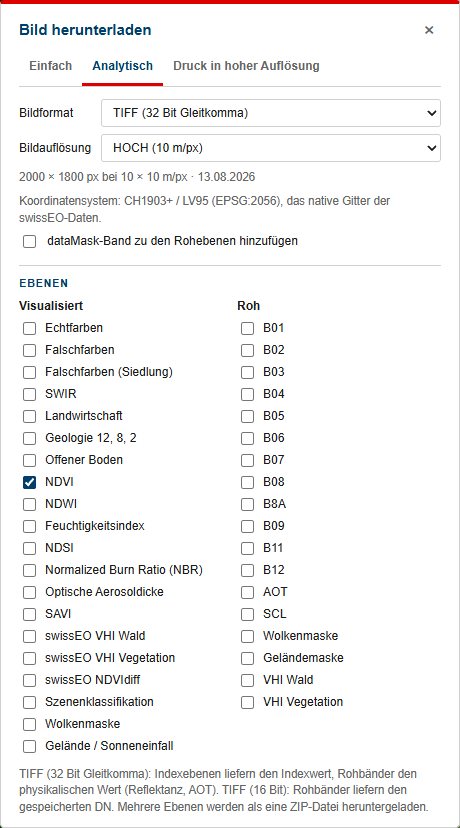 Bild herunterladen ×
Einfach Analytisch Druck in hoher Auflösung
Bildformat TIFF (32 Bit Gleitkomma)
Bildauflösung HOCH (10 m/px)
2000 × 1800 px bei 10 × 10 m/px · 13.08.2026
Koordinatensystem: CH1903+ / LV95 (EPSG:2056), das native Gitter der
swissEO-Daten.
dataMask-Band zu den Rohebenen hinzufügen
EBENEN
Visualisiert
Echtfarben
Falschfarben
Falschfarben (Siedlung)
SWIR
Landwirtschaft
Geologie 12, 8, 2
Offener Boden
NDVI
NDWI
Feuchtigkeitsindex
NDSI
Normalized Burn Ratio (NBR)
Optische Aerosoldicke
SAVI
swissEO VHI Wald
swissEO VHI Vegetation
swissEO NDVIdiff
Szenenklassifikation
Wolkenmaske
Gelände / Sonneneinfall
Roh
B01
B02
B03
B04
B05
B06
B07
B08
B8A
B09
B11
B12
AOT
SCL
Wolkenmaske
Geländemaske
VHI Wald
VHI Vegetation
TIFF (32 Bit Gleitkomma): Indexebenen liefern den Indexwert, Rohbänder den
physikalischen Wert (Reflektanz, AOT). TIFF (16 Bit): Rohbänder liefern den
gespeicherten DN. Mehrere Ebenen werden als eine ZIP-Datei heruntergeladen.